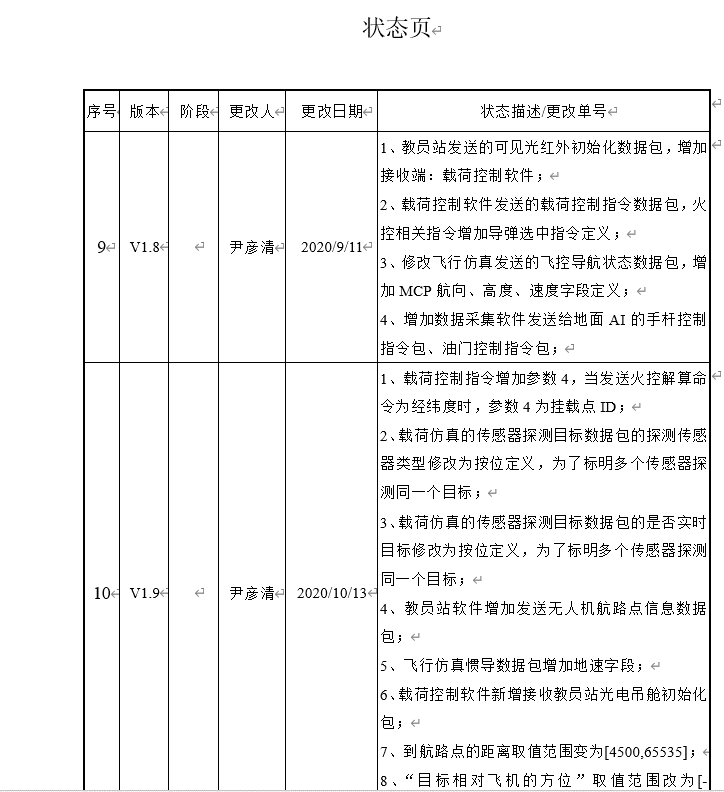 状态页
序号 版本 阶段 更改人 更改日期 状态描述/更改单号
9 V1.8 尹彦清 2020/9/11
1、教员站发送的可见光红外初始化数据包，增加
接收端：载荷控制软件；
2、载荷控制软件发送的载荷控制指令数据包，火
控相关指令增加导弹选中指令定义；
3、修改飞行仿真发送的飞控导航状态数据包，增
加 MCP 航向、高度、速度字段定义；
4、增加数据采集软件发送给地面 AI 的手杆控制
指令包、油门控制指令包；
10 V1.9 尹彦清 2020/10/13
1、载荷控制指令增加参数 4，当发送火控解算命
令为经纬度时，参数 4 为挂载点 ID；
2、载荷仿真的传感器探测目标数据包的探测传感
器类型修改为按位定义，为了标明多个传感器探
测同一个目标；
3、载荷仿真的传感器探测目标数据包的是否实时
目标修改为按位定义，为了标明多个传感器探测
同一个目标；
4、教员站软件增加发送无人机航路点信息数据
包；
5、飞行仿真惯导数据包增加地速字段；
6、载荷控制软件新增接收教员站光电吊舱初始化
包；
7、到航路点的距离取值范围变为[4500,65535]；
8、“目标相对飞机的方位”取值范围改为[-